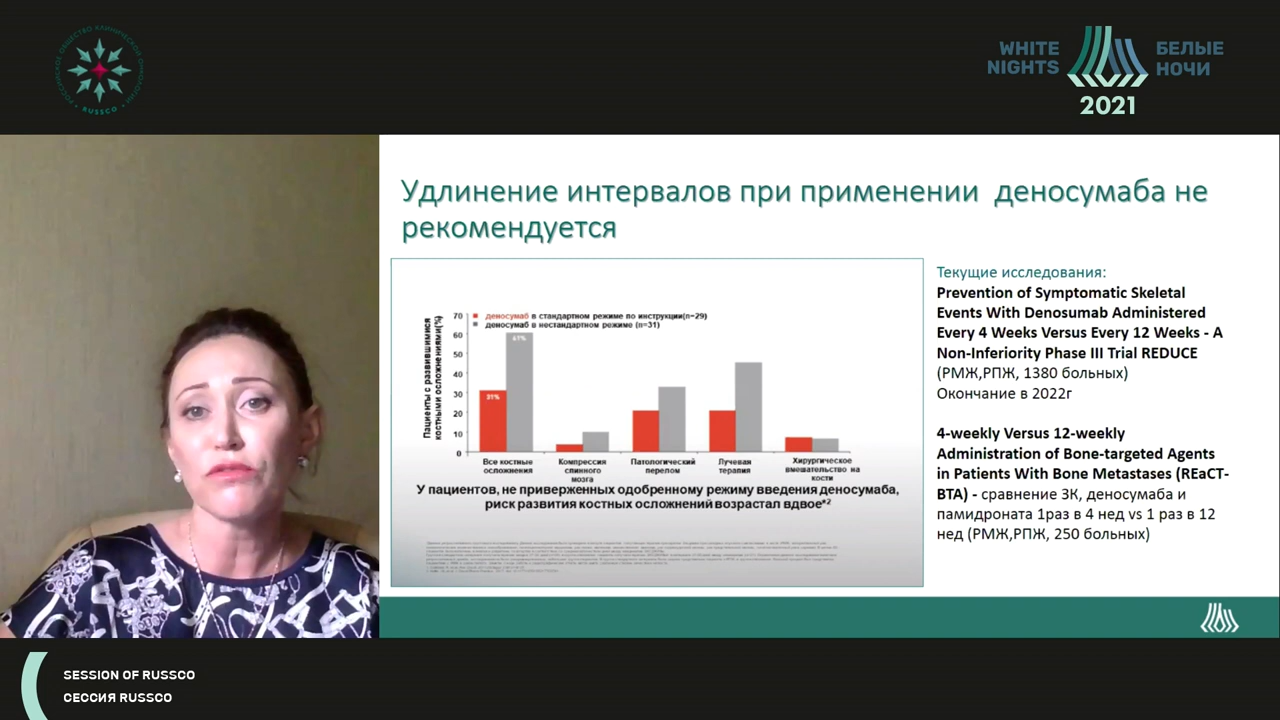 РОССИЙСКОЕ ОБЩЕСТВО КЛИНИЧЕСКОЙ ОНКОЛОГИИ
RUSSCO
WHITE
NIGHTS
БЕЛЫЕ
НОЧИ
2021
Удлинение интервалов при применении деносумаба не
рекомендуется
Пациенты с развившимися
костными осложнениями(%)
70
60
50
40
30
20
10
0
деносумаб в стандартном режиме по инструкции(n=29)
деносумаб в нестандартном режиме (n=31)
31%
61%
Все костные
осложнения
Компрессия
спинного
мозга
Патологический
перелом
Лучевая
терапия
Хирургическое
вмешательство на
кости
У пациентов, не приверженных одобренному режиму введения деносумаба,
риск развития костных осложнений возрастал вдвое*2
Текущие исследования:
Prevention of Symptomatic Skeletal
Events With Denosumab Administered
Every 4 Weeks Versus Every 12 Weeks - A
Non-Inferiority Phase III Trial REDUCE
(РМЖ,РПЖ, 1380 больных)
Окончание в 2022г
4-weekly Versus 12-weekly
Administration of Bone-targeted Agents
in Patients With Bone Metastases (REaCT-
BTA) - сравнение ЗК, деносумаба и
памидроната 1раз в 4 нед vs 1 раз в 12
нед (РМЖ,РПЖ, 250 больных)
SESSION OF RUSSCO
СЕССИЯ RUSSCO